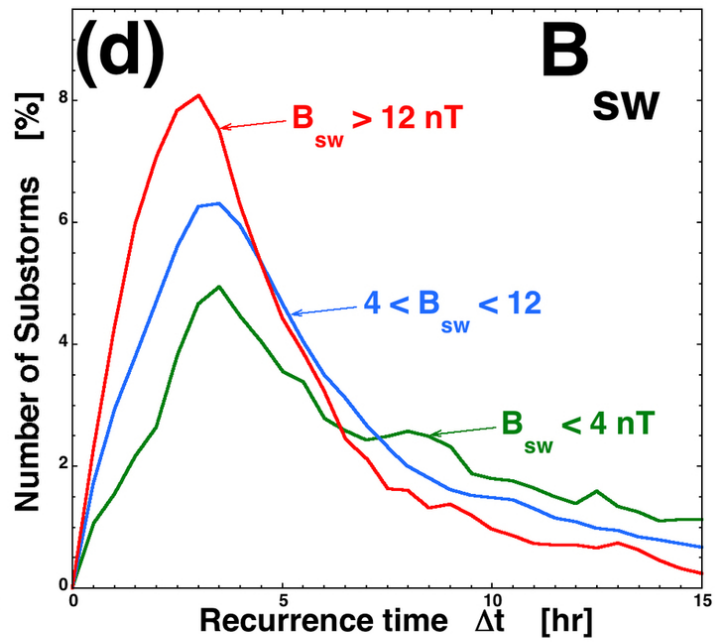 (d)
B sw
8
6
4
2
0
B sw > 12 nT
4 < B sw < 12
B sw < 4 nT
Number of Substorms [%]
0 5 10 15
Recurrence time Δt [hr]